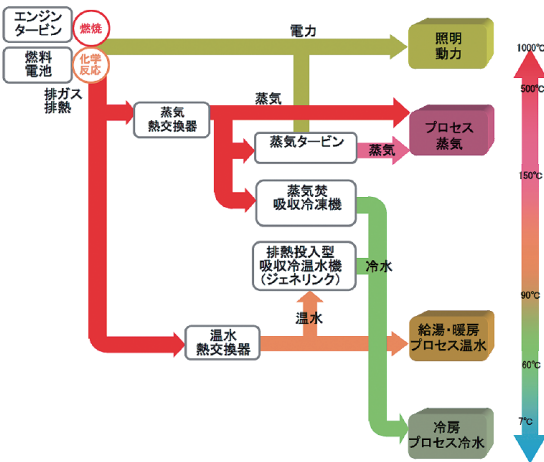 エンジン
タービン
燃焼
燃料
電池
化学
反応
電力
照明
動力
排ガス
排熱
蒸気
熱交換器
蒸気
プロセス
蒸気
蒸気タービン
蒸気
蒸気焚
吸収冷凍機
排熱投入型
吸収冷温水機
（ジェネリンク）
冷水
温水
温水
熱交換器
給湯・暖房
プロセス温水
冷房
プロセス冷水
1000℃
500℃
150℃
90℃
60℃
7℃